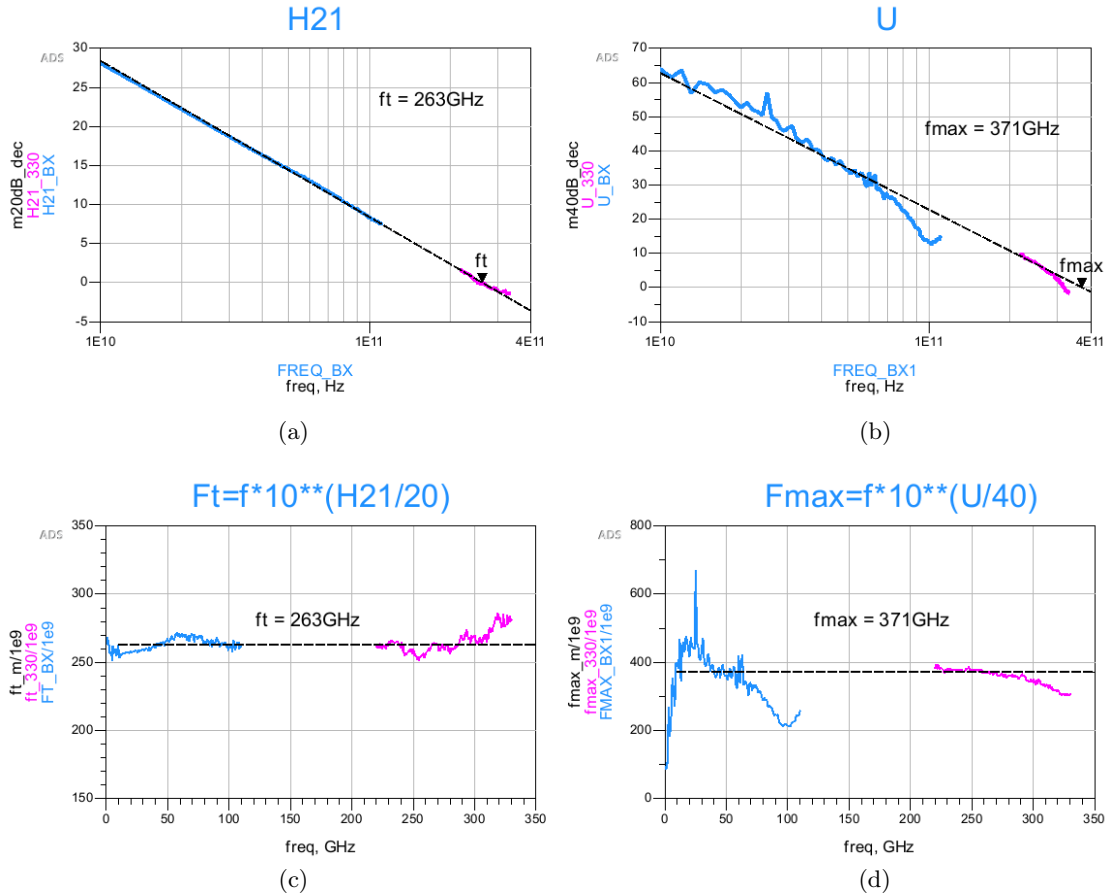 H21
ADS
30
25
20
15
10
5
0
-5
ft = 263GHz
ft
m20dB_dec
H21_330
H21_BX
1E10
1E11
4E11
FREQ_BX
freq, Hz
(a)
U
ADS
70
60
50
40
30
20
10
0
-10
fmax = 371GHz
fmax
m40dB_dec
U_330
U_BX
1E10
1E11
4E11
FREQ_BX1
freq, Hz
(b)
Ft=f*10**(H21/20)
ADS
350
300
250
200
150
ft = 263GHz
ft_m/1e9
ft_330/1e9
FT_BX/1e9
0
50
100
150
200
250
300
350
freq, GHz
(c)
Fmax=f*10**(U/40)
ADS
800
600
400
200
0
fmax = 371GHz
fmax_m/1e9
fmax_330/1e9
FMAX_BX1/1e9
0
50
100
150
200
250
300
350
freq, GHz
(d)